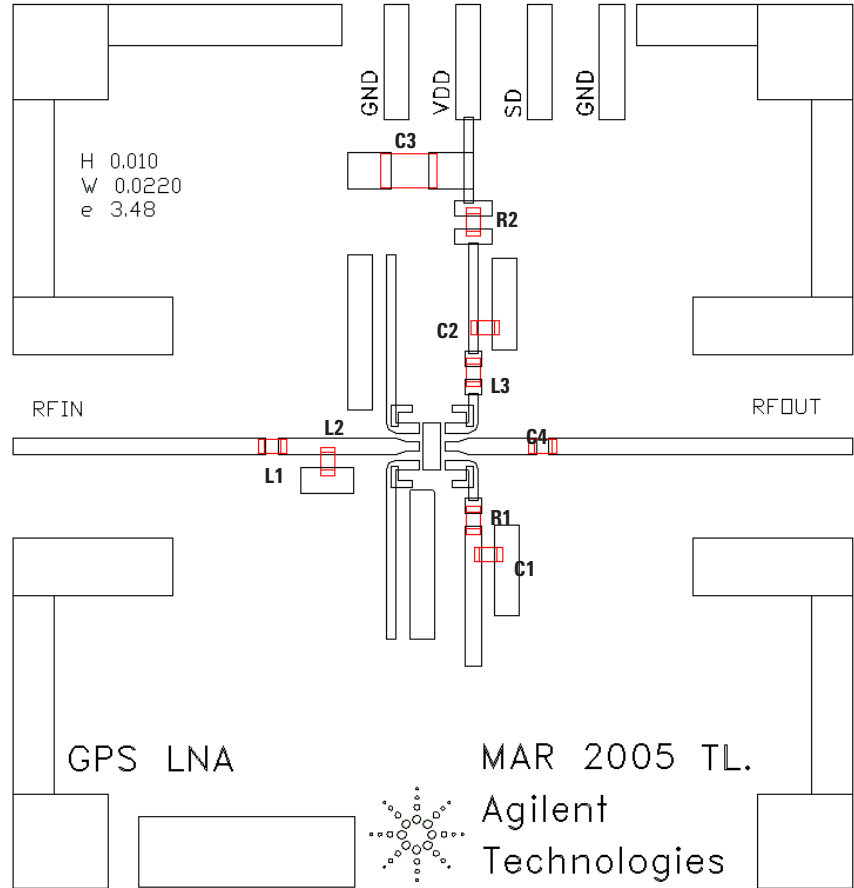 GND
VDD
SD
GND
C3
H 0.010
W 0.0220
e 3.48
R2
C2
L3
RFIN
RFOUT
L2
C4
L1
R1
C1
GPS LNA
MAR 2005 TL.
Agilent
Technologies